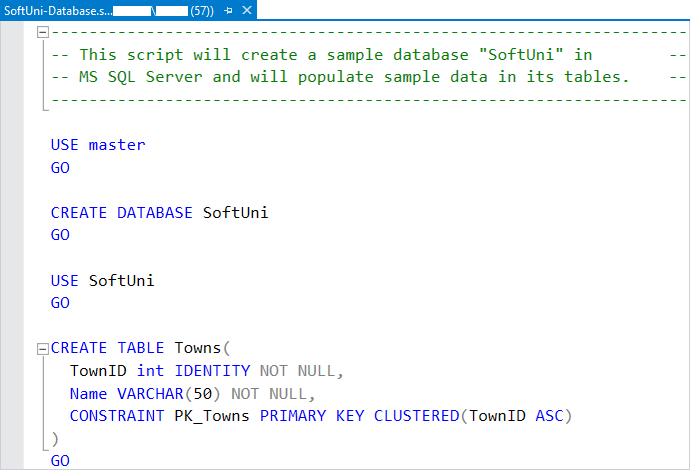 SoftUni-Database.s... \ (57))
--------------------------------------------------------------------
-- This script will create a sample database "SoftUni" in        --
-- MS SQL Server and will populate sample data in its tables.    --
--------------------------------------------------------------------
USE master
GO
CREATE DATABASE SoftUni
GO
USE SoftUni
GO
CREATE TABLE Towns(
  TownID int IDENTITY NOT NULL,
  Name VARCHAR(50) NOT NULL,
  CONSTRAINT PK_Towns PRIMARY KEY CLUSTERED(TownID ASC)
)
GO